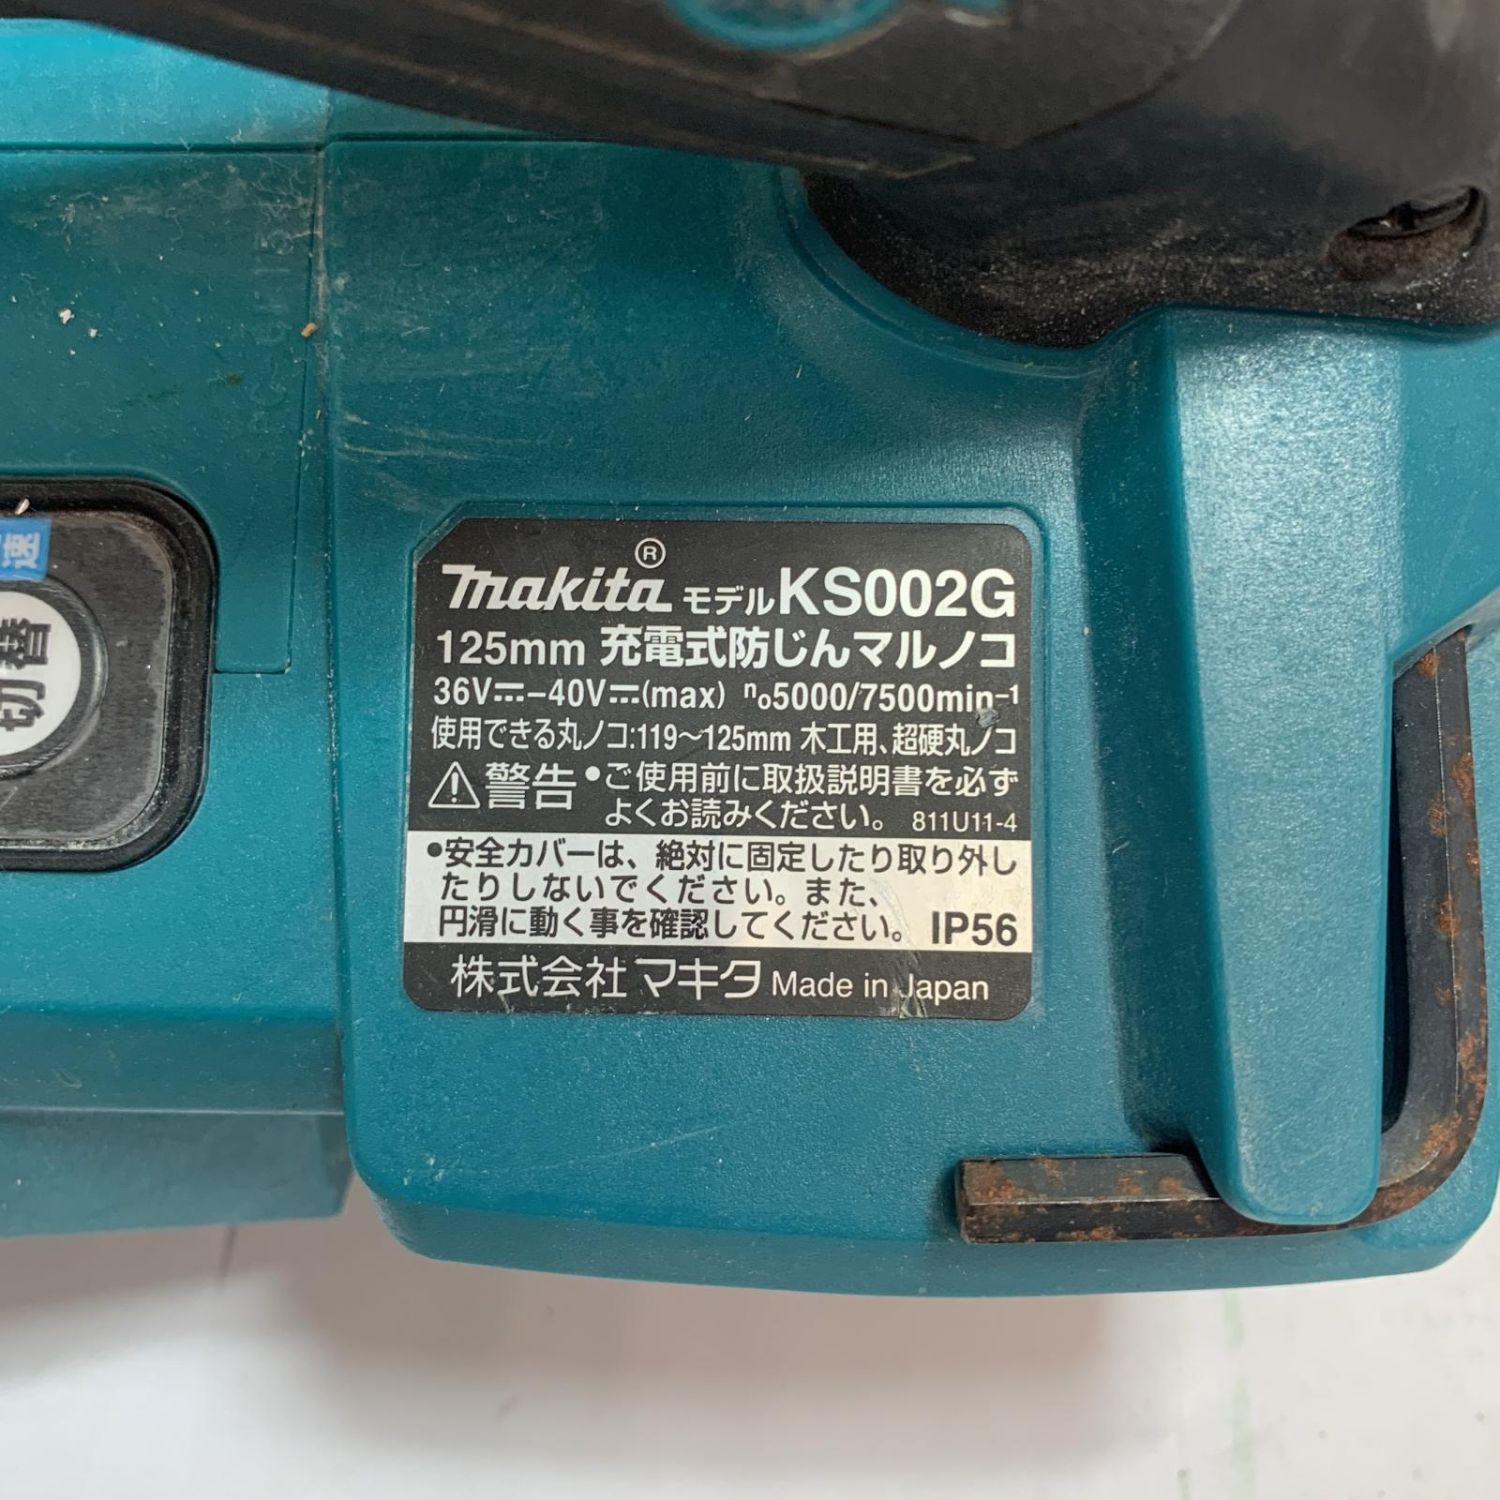 makita® モデルKS002G
125mm 充電式防じんマルノコ
36V⎓-40V⎓(max) n₀5000/7500min⁻¹
使用できる丸ノコ:119〜125mm 木工用、超硬丸ノコ
⚠警告 •ご使用前に取扱説明書を必ず
よくお読みください。 811U11-4
•安全カバーは、絶対に固定したり取り外し
たりしないでください。また、
円滑に動く事を確認してください。 IP56
株式会社マキタ Made in Japan
速
切替